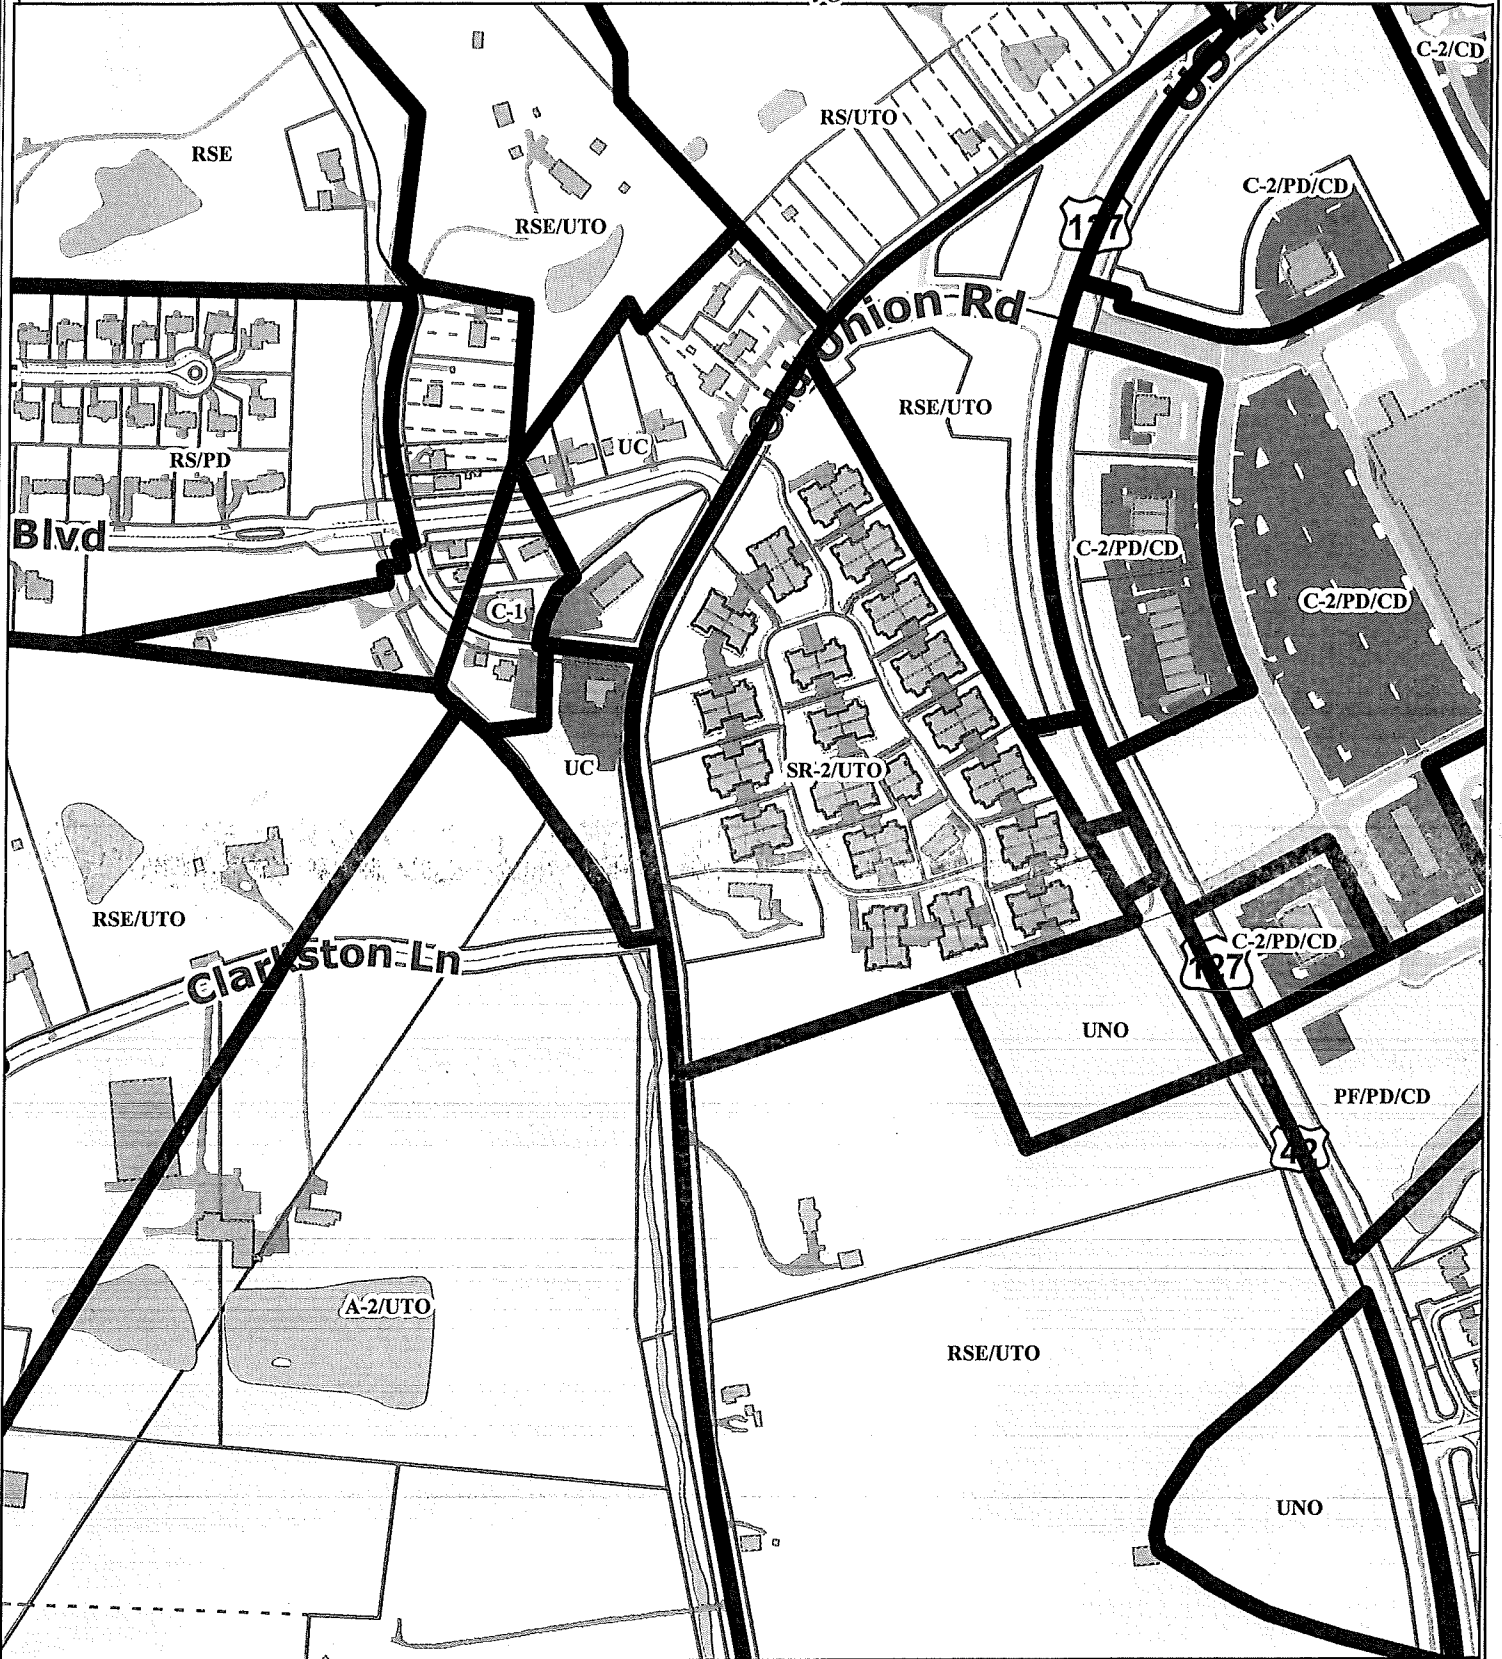 C-2/CD
US 42
RS/UTO
RSE
C-2/PD/CD
127
RSE/UTO
Old Union Rd
RSE/UTO
UC
RS/PD
Blvd
C-2/PD/CD
C-2/PD/CD
C-1
UC
SR-2/UTO
RSE/UTO
C-2/PD/CD
Clarkston Ln
127
UNO
PF/PD/CD
42
A-2/UTO
RSE/UTO
UNO